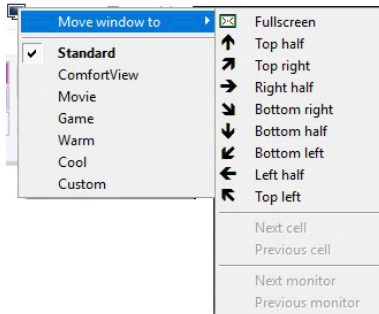 Move window to
Standard
ComfortView
Movie
Game
Warm
Cool
Custom
Fullscreen
Top half
Top right
Right half
Bottom right
Bottom half
Bottom left
Left half
Top left
Next cell
Previous cell
Next monitor
Previous monitor